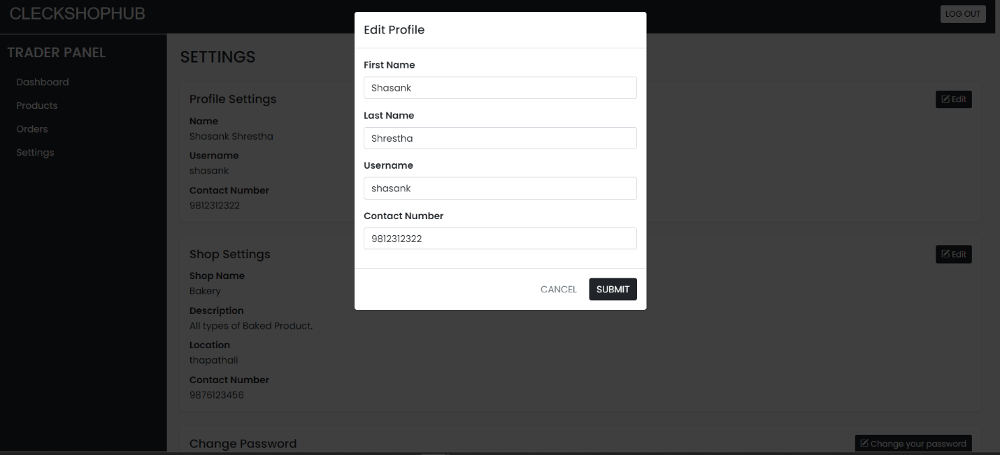 CLECKSHOPHUB
LOG OUT
TRADER PANEL
Dashboard
Products
Orders
Settings
SETTINGS
Profile Settings
Edit
Name
Shasank Shrestha
Username
shasank
Contact Number
9812312322
Shop Settings
Edit
Shop Name
Bakery
Description
All types of Baked Product.
Location
thapathali
Contact Number
9876123456
Change Password
Change your password
Edit Profile
First Name
Shasank
Last Name
Shrestha
Username
shasank
Contact Number
9812312322
CANCEL
SUBMIT